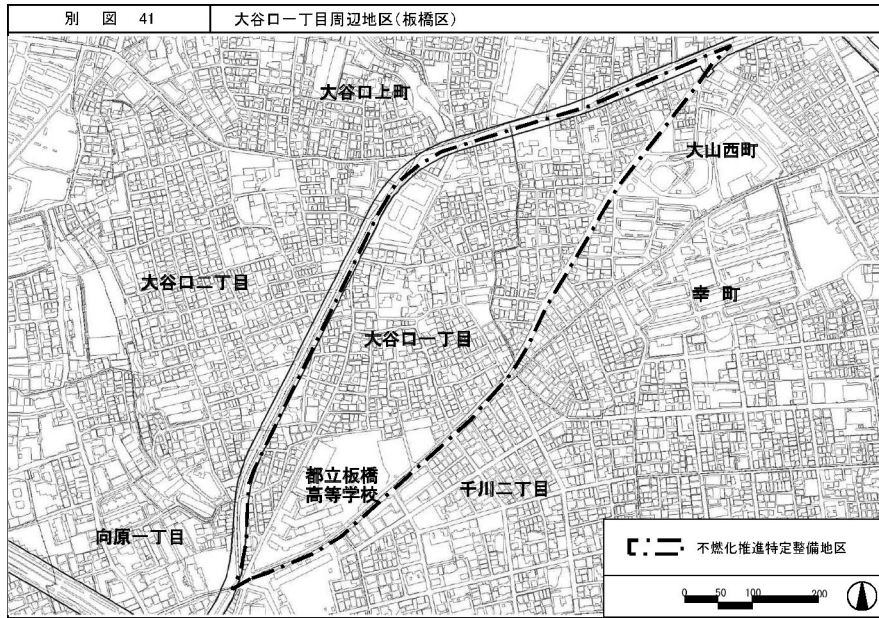 別 図 41 大谷口一丁目周辺地区(板橋区)
大谷口上町
大山西町
大谷口二丁目
幸 町
大谷口一丁目
都立板橋
高等学校
千川二丁目
向原一丁目
不燃化推進特定整備地区
0 50 100 200